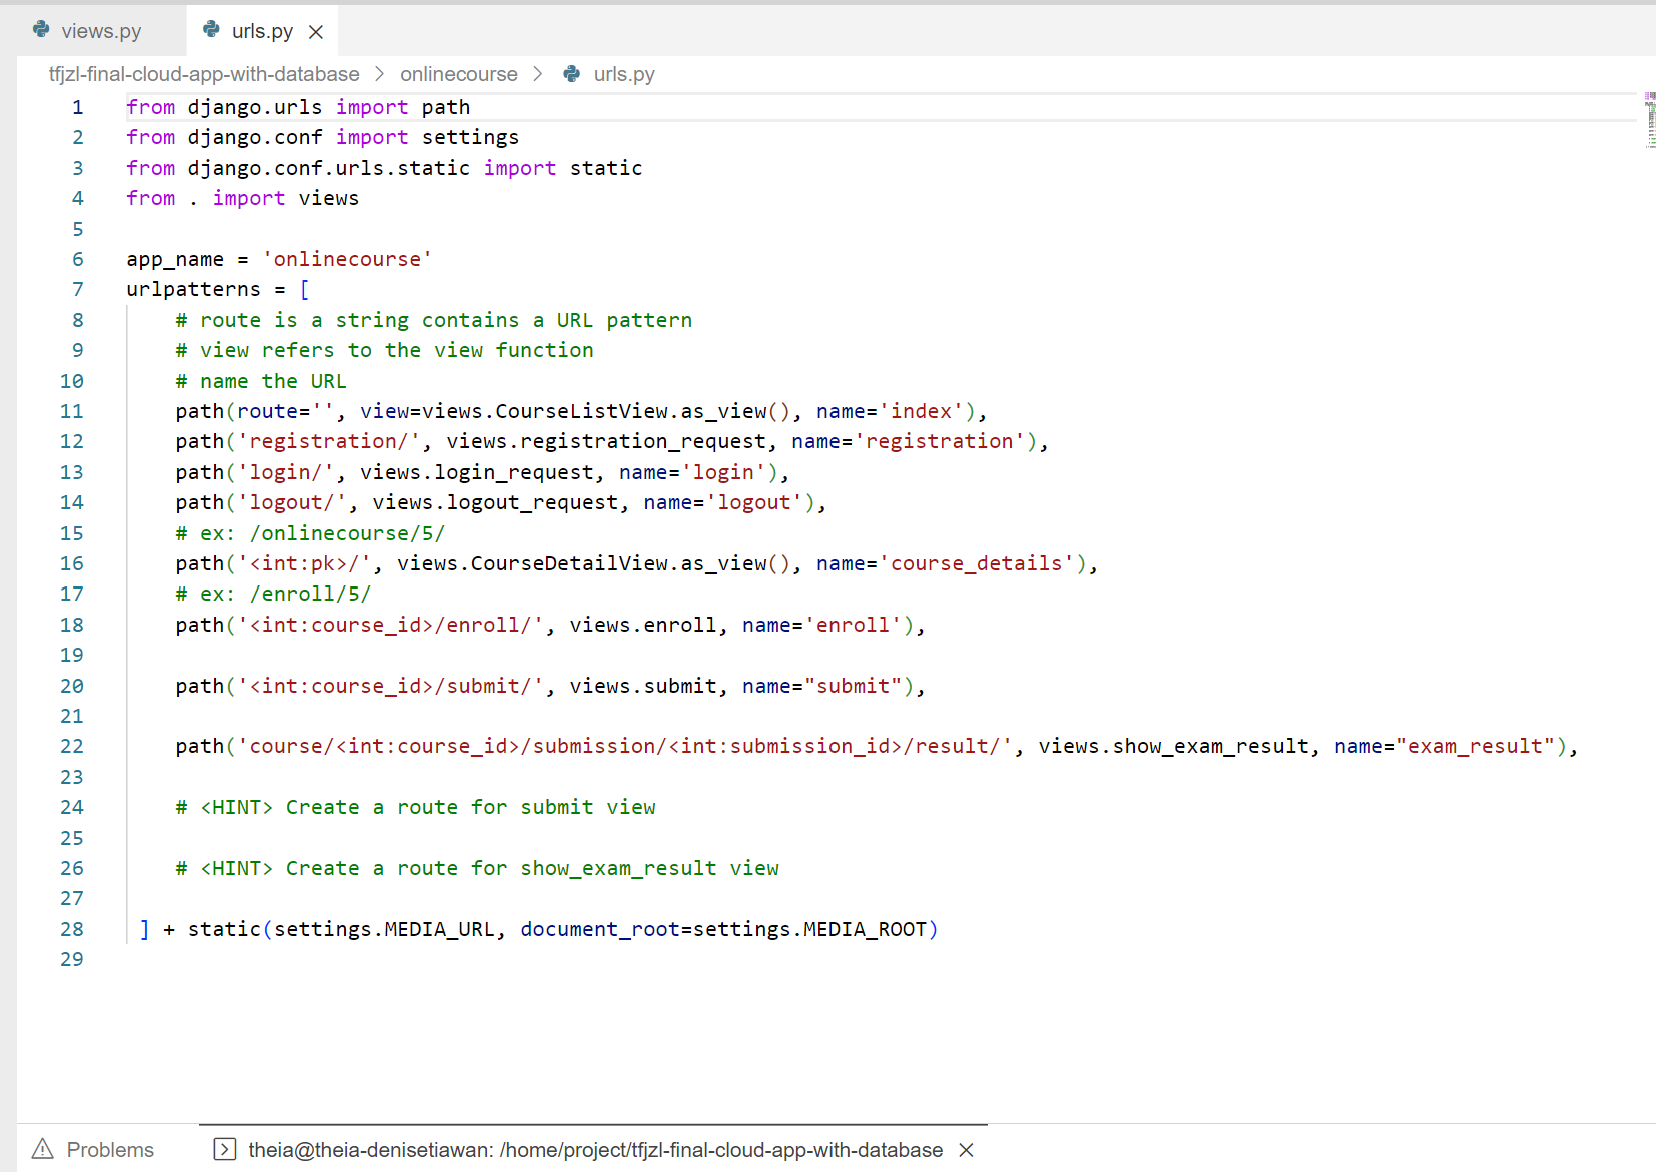 views.py
urls.py
tfjzl-final-cloud-app-with-database > onlinecourse > urls.py
1 from django.urls import path
2 from django.conf import settings
3 from django.conf.urls.static import static
4 from . import views
5
6 app_name = 'onlinecourse'
7 urlpatterns = [
8     # route is a string contains a URL pattern
9     # view refers to the view function
10     # name the URL
11     path(route='', view=views.CourseListView.as_view(), name='index'),
12     path('registration/', views.registration_request, name='registration'),
13     path('login/', views.login_request, name='login'),
14     path('logout/', views.logout_request, name='logout'),
15     # ex: /onlinecourse/5/
16     path('<int:pk>/', views.CourseDetailView.as_view(), name='course_details'),
17     # ex: /enroll/5/
18     path('<int:course_id>/enroll/', views.enroll, name='enroll'),
19
20     path('<int:course_id>/submit/', views.submit, name="submit"),
21
22     path('course/<int:course_id>/submission/<int:submission_id>/result/', views.show_exam_result, name="exam_result"),
23
24     # <HINT> Create a route for submit view
25
26     # <HINT> Create a route for show_exam_result view
27
28  ] + static(settings.MEDIA_URL, document_root=settings.MEDIA_ROOT)
29
Problems
theia@theia-denisetiawan: /home/project/tfjzl-final-cloud-app-with-database